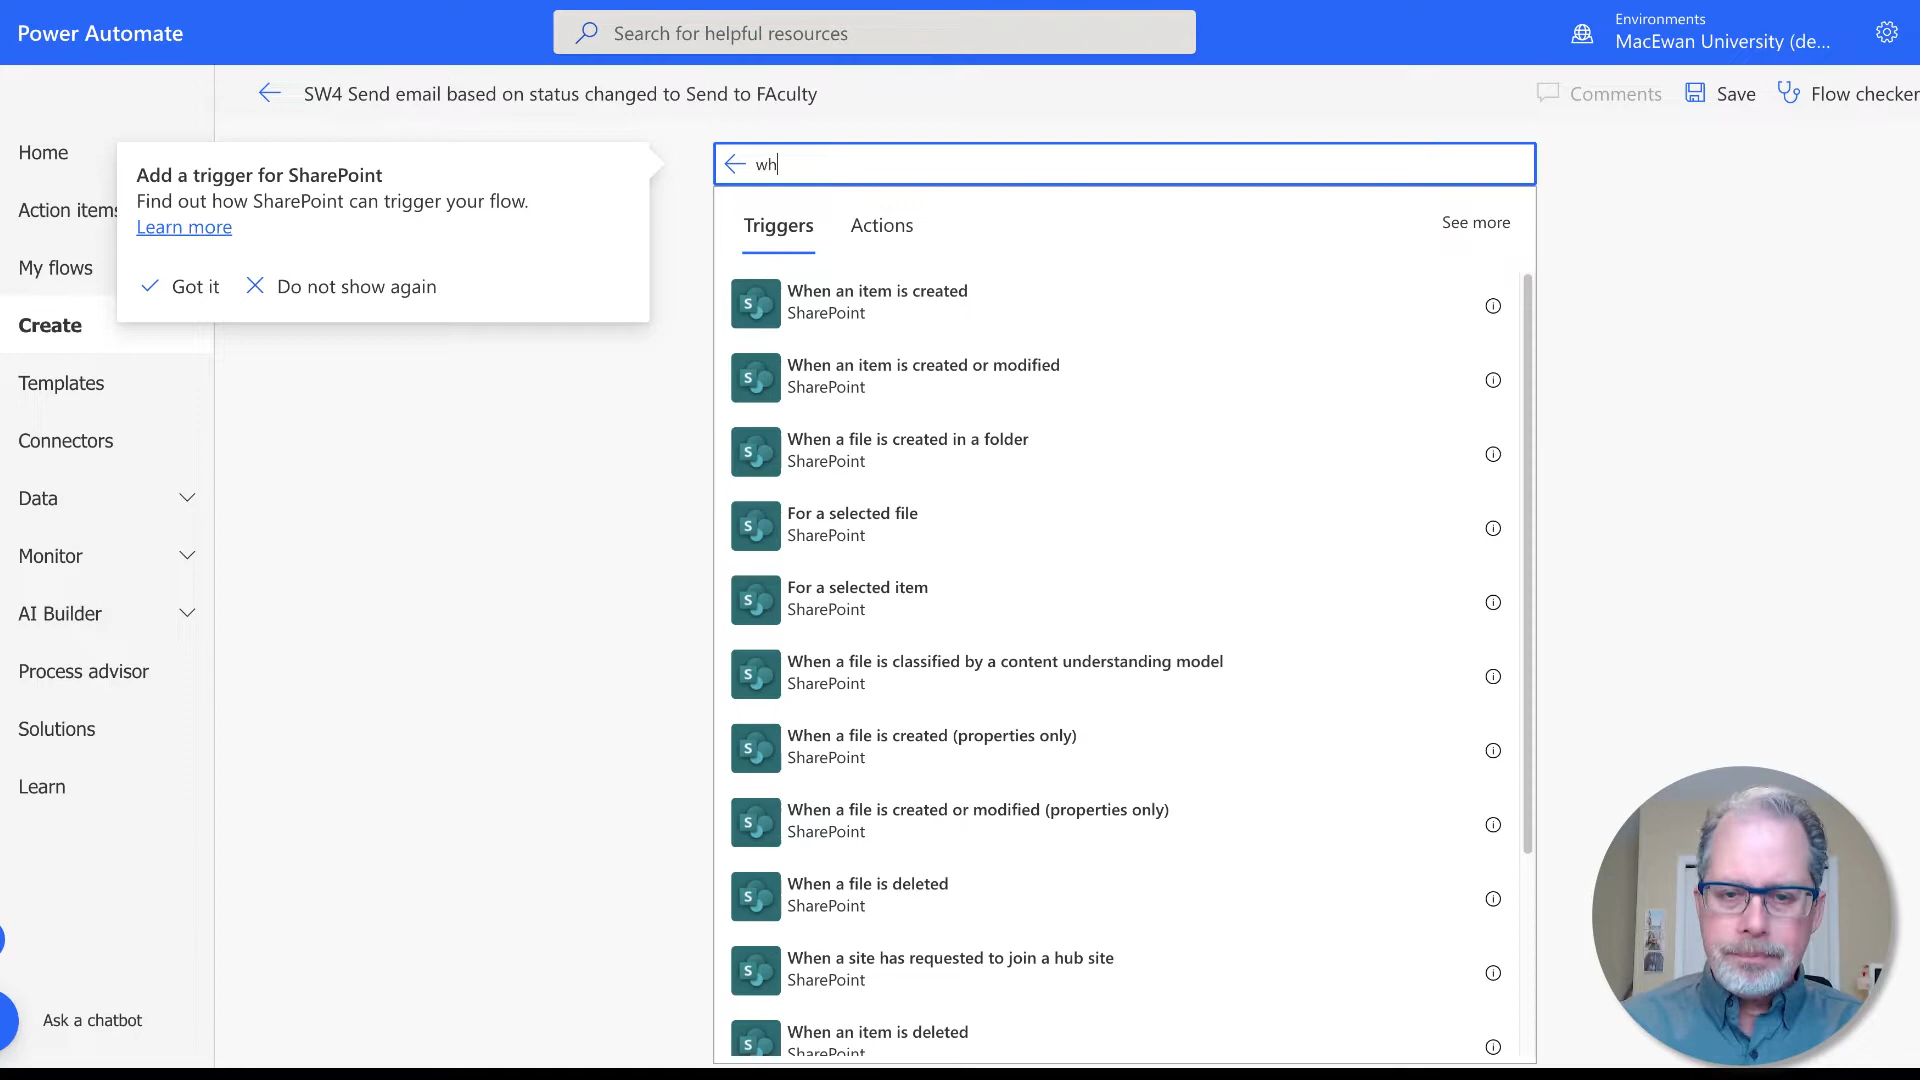 Power Automate
Search for helpful resources
Environments
MacEwan University (de...
SW4 Send email based on status changed to Send to FAculty
Comments
Save
Flow checker
Home
Action items
My flows
Create
Templates
Connectors
Data
Monitor
AI Builder
Process advisor
Solutions
Learn
Ask a chatbot
Add a trigger for SharePoint
Find out how SharePoint can trigger your flow.
Learn more
Got it
Do not show again
wh
Triggers
Actions
See more
When an item is created
SharePoint
When an item is created or modified
SharePoint
When a file is created in a folder
SharePoint
For a selected file
SharePoint
For a selected item
SharePoint
When a file is classified by a content understanding model
SharePoint
When a file is created (properties only)
SharePoint
When a file is created or modified (properties only)
SharePoint
When a file is deleted
SharePoint
When a site has requested to join a hub site
SharePoint
When an item is deleted
SharePoint